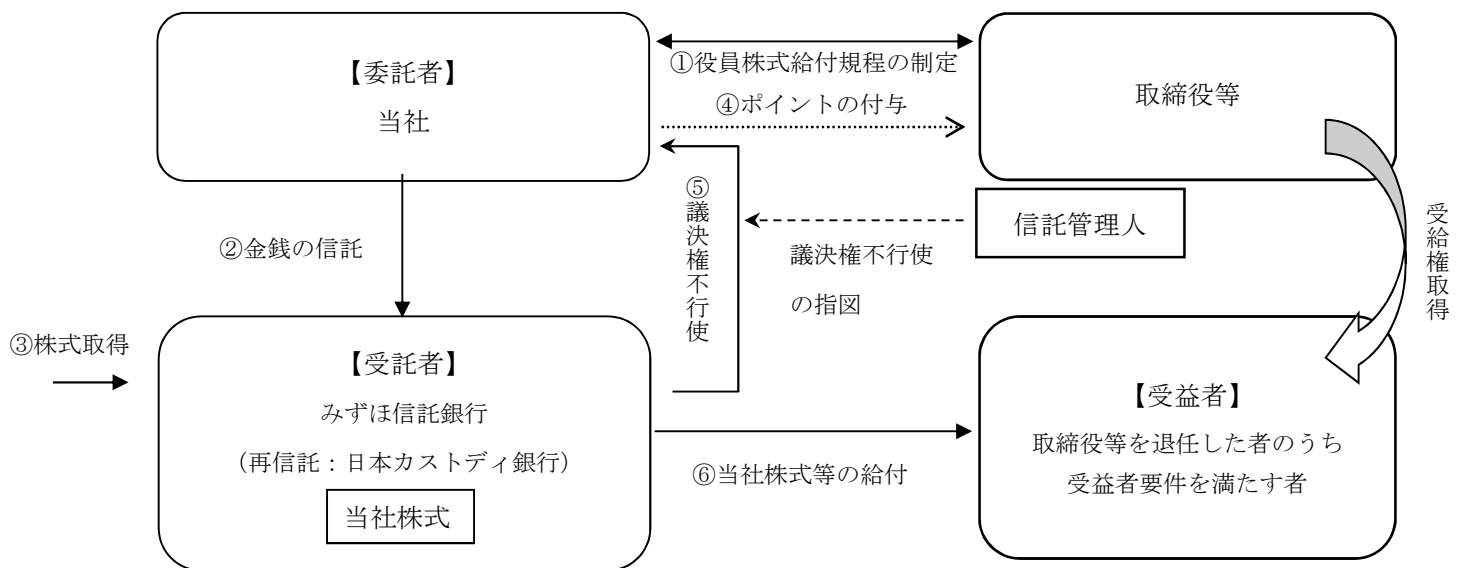 【委託者】
当社
①役員株式給付規程の制定
④ポイントの付与
取締役等
②金銭の信託
⑤議決権不行使
信託管理人
議決権不行使
の指図
受給権取得
③株式取得
【受託者】
みずほ信託銀行
（再信託：日本カストディ銀行）
当社株式
⑥当社株式等の給付
【受益者】
取締役等を退任した者のうち
受益者要件を満たす者